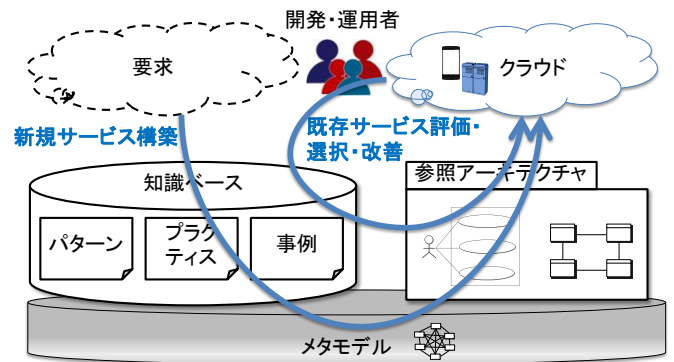 開発・運用者
要求
クラウド
新規サービス構築
既存サービス評価・
選択・改善
知識ベース
参照アーキテクチャ
パターン
プラク
ティス
事例
メタモデル